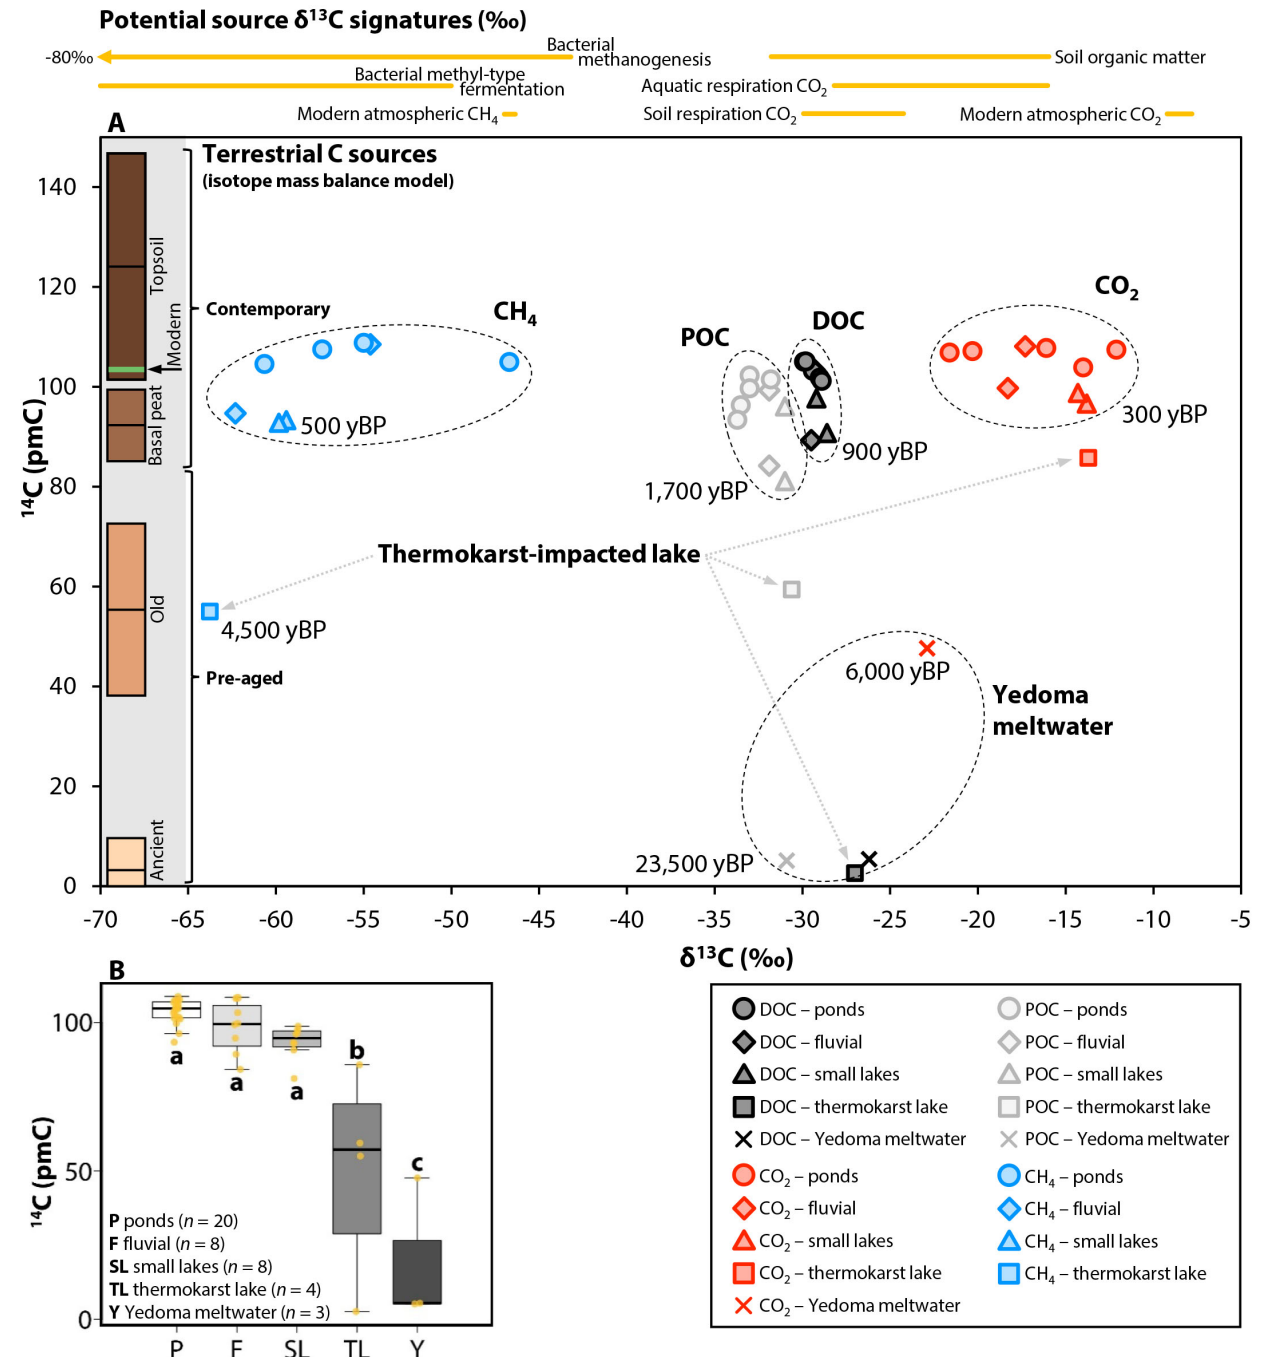 Potential source δ¹³C signatures (‰)
-80‰
Bacterial
methanogenesis
Soil organic matter
Bacterial methyl-type
fermentation
Aquatic respiration CO₂
Modern atmospheric CH₄
Soil respiration CO₂
Modern atmospheric CO₂
A
Terrestrial C sources
(isotope mass balance model)
Topsoil
Modern
Basal peat
Old
Ancient
Contemporary
Pre-aged
¹⁴C (pmC)
140
120
100
80
60
40
20
0
CH₄
500 yBP
POC
DOC
1,700 yBP
900 yBP
CO₂
300 yBP
Thermokarst-impacted lake
4,500 yBP
6,000 yBP
Yedoma
meltwater
23,500 yBP
-70 -65 -60 -55 -50 -45 -40 -35 -30 -25 -20 -15 -10 -5
δ¹³C (‰)
B
¹⁴C (pmC)
100
50
0
a
a
a
b
c
P ponds (n = 20)
F fluvial (n = 8)
SL small lakes (n = 8)
TL thermokarst lake (n = 4)
Y Yedoma meltwater (n = 3)
P F SL TL Y
DOC – ponds
DOC – fluvial
DOC – small lakes
DOC – thermokarst lake
DOC – Yedoma meltwater
CO₂ – ponds
CO₂ – fluvial
CO₂ – small lakes
CO₂ – thermokarst lake
CO₂ – Yedoma meltwater
POC – ponds
POC – fluvial
POC – small lakes
POC – thermokarst lake
POC – Yedoma meltwater
CH₄ – ponds
CH₄ – fluvial
CH₄ – small lakes
CH₄ – thermokarst lake